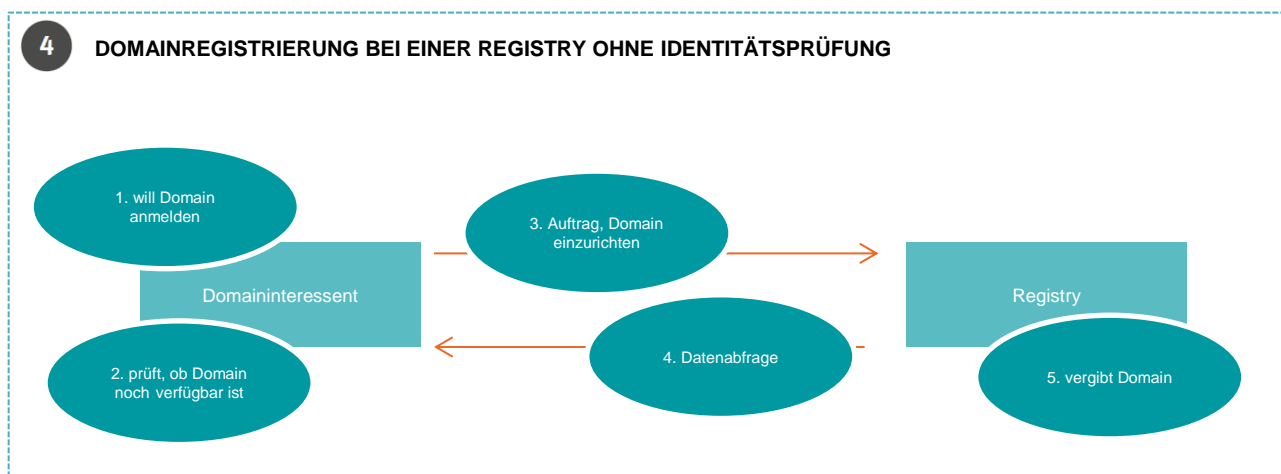 4
DOMAINREGISTRIERUNG BEI EINER REGISTRY OHNE IDENTITÄTSPRÜFUNG
1. will Domain
anmelden
3. Auftrag, Domain
einzurichten
Domaininteressent
Registry
2. prüft, ob Domain
noch verfügbar ist
4. Datenabfrage
5. vergibt Domain